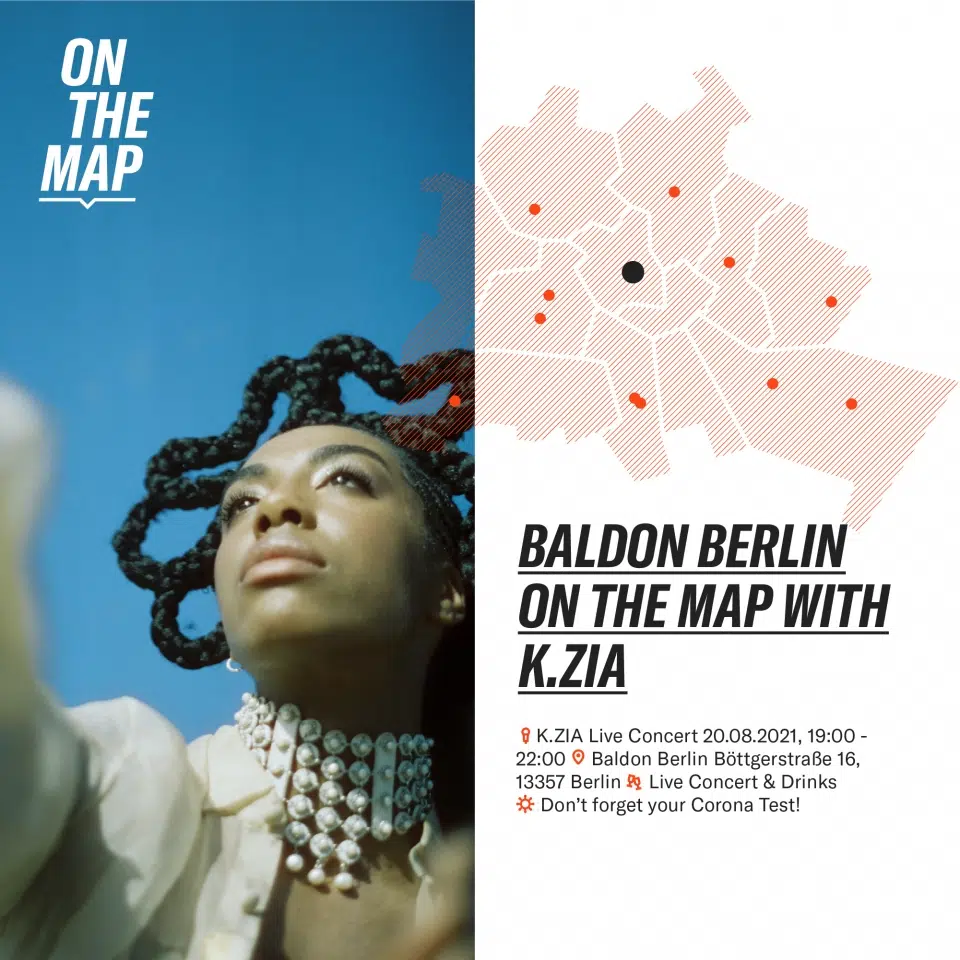 ON
THE
MAP
BALDON BERLIN
ON THE MAP WITH
K.ZIA
K.ZIA Live Concert 20.08.2021, 19:00 -
22:00 Baldon Berlin Böttgerstraße 16,
13357 Berlin Live Concert & Drinks
Don’t forget your Corona Test!